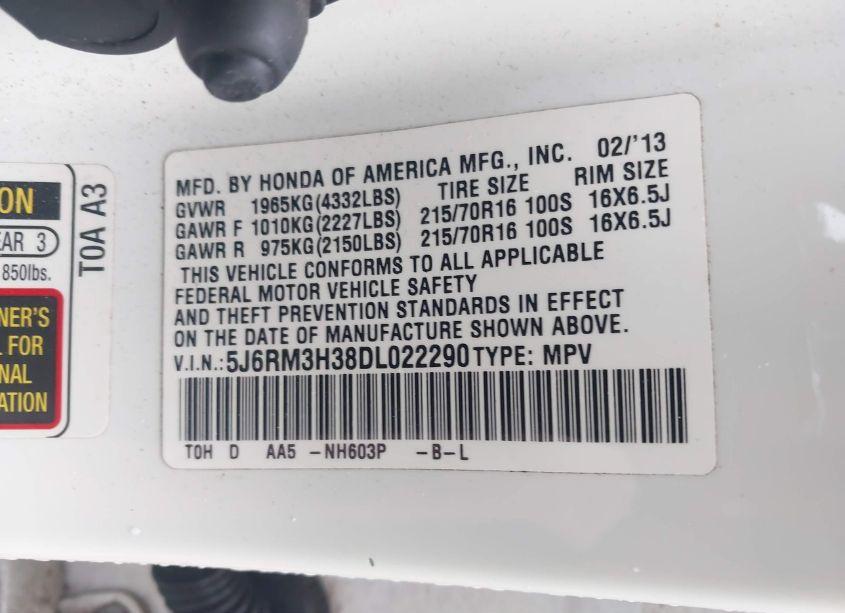 MFD. BY HONDA OF AMERICA MFG., INC. 02/'13
GVWR 1965KG(4332LBS) TIRE SIZE RIM SIZE
GAWR F 1010KG(2227LBS) 215/70R16 100S 16X6.5J
GAWR R 975KG(2150LBS) 215/70R16 100S 16X6.5J
THIS VEHICLE CONFORMS TO ALL APPLICABLE
FEDERAL MOTOR VEHICLE SAFETY
AND THEFT PREVENTION STANDARDS IN EFFECT
ON THE DATE OF MANUFACTURE SHOWN ABOVE.
V.I.N.: 5J6RM3H38DL022290 TYPE: MPV
T0H D AA5 -NH603P -B-L
T0A A3
ON
EAR 3
850lbs.
NER'S
FOR
NAL
ATION